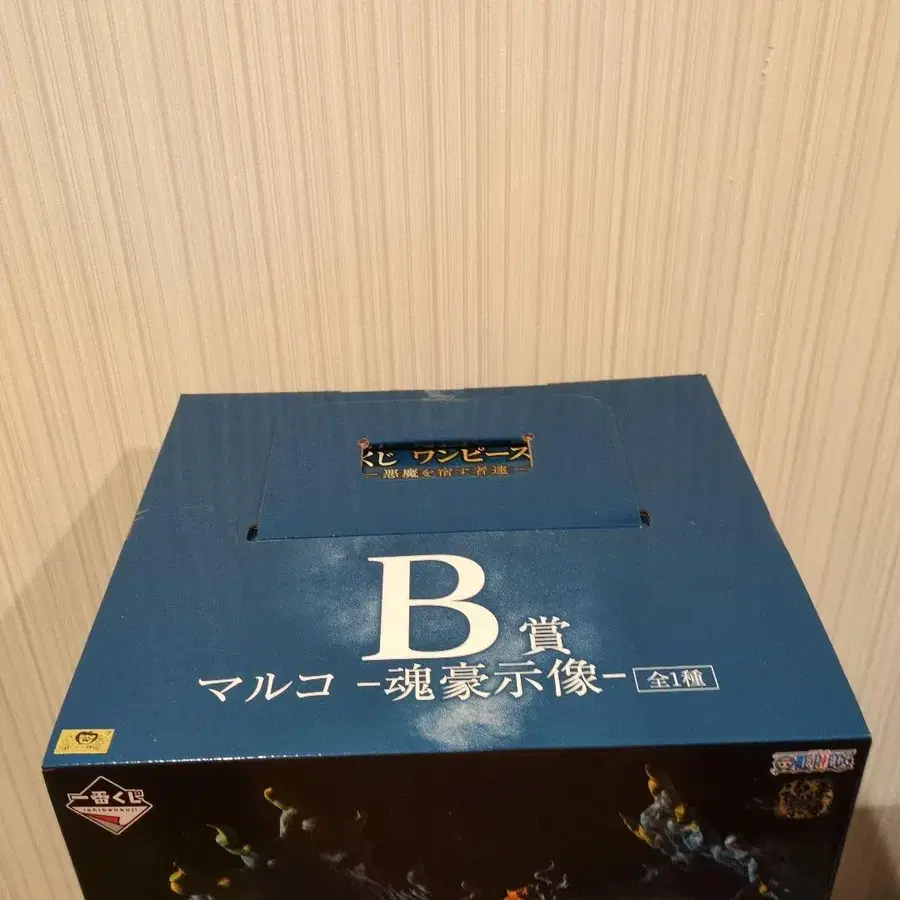 くじ ワンピース
－悪魔を宿す者達－
B賞
マルコ －魂豪示像－ 全1種
一番くじ
ichibankuji
ONE PIECE